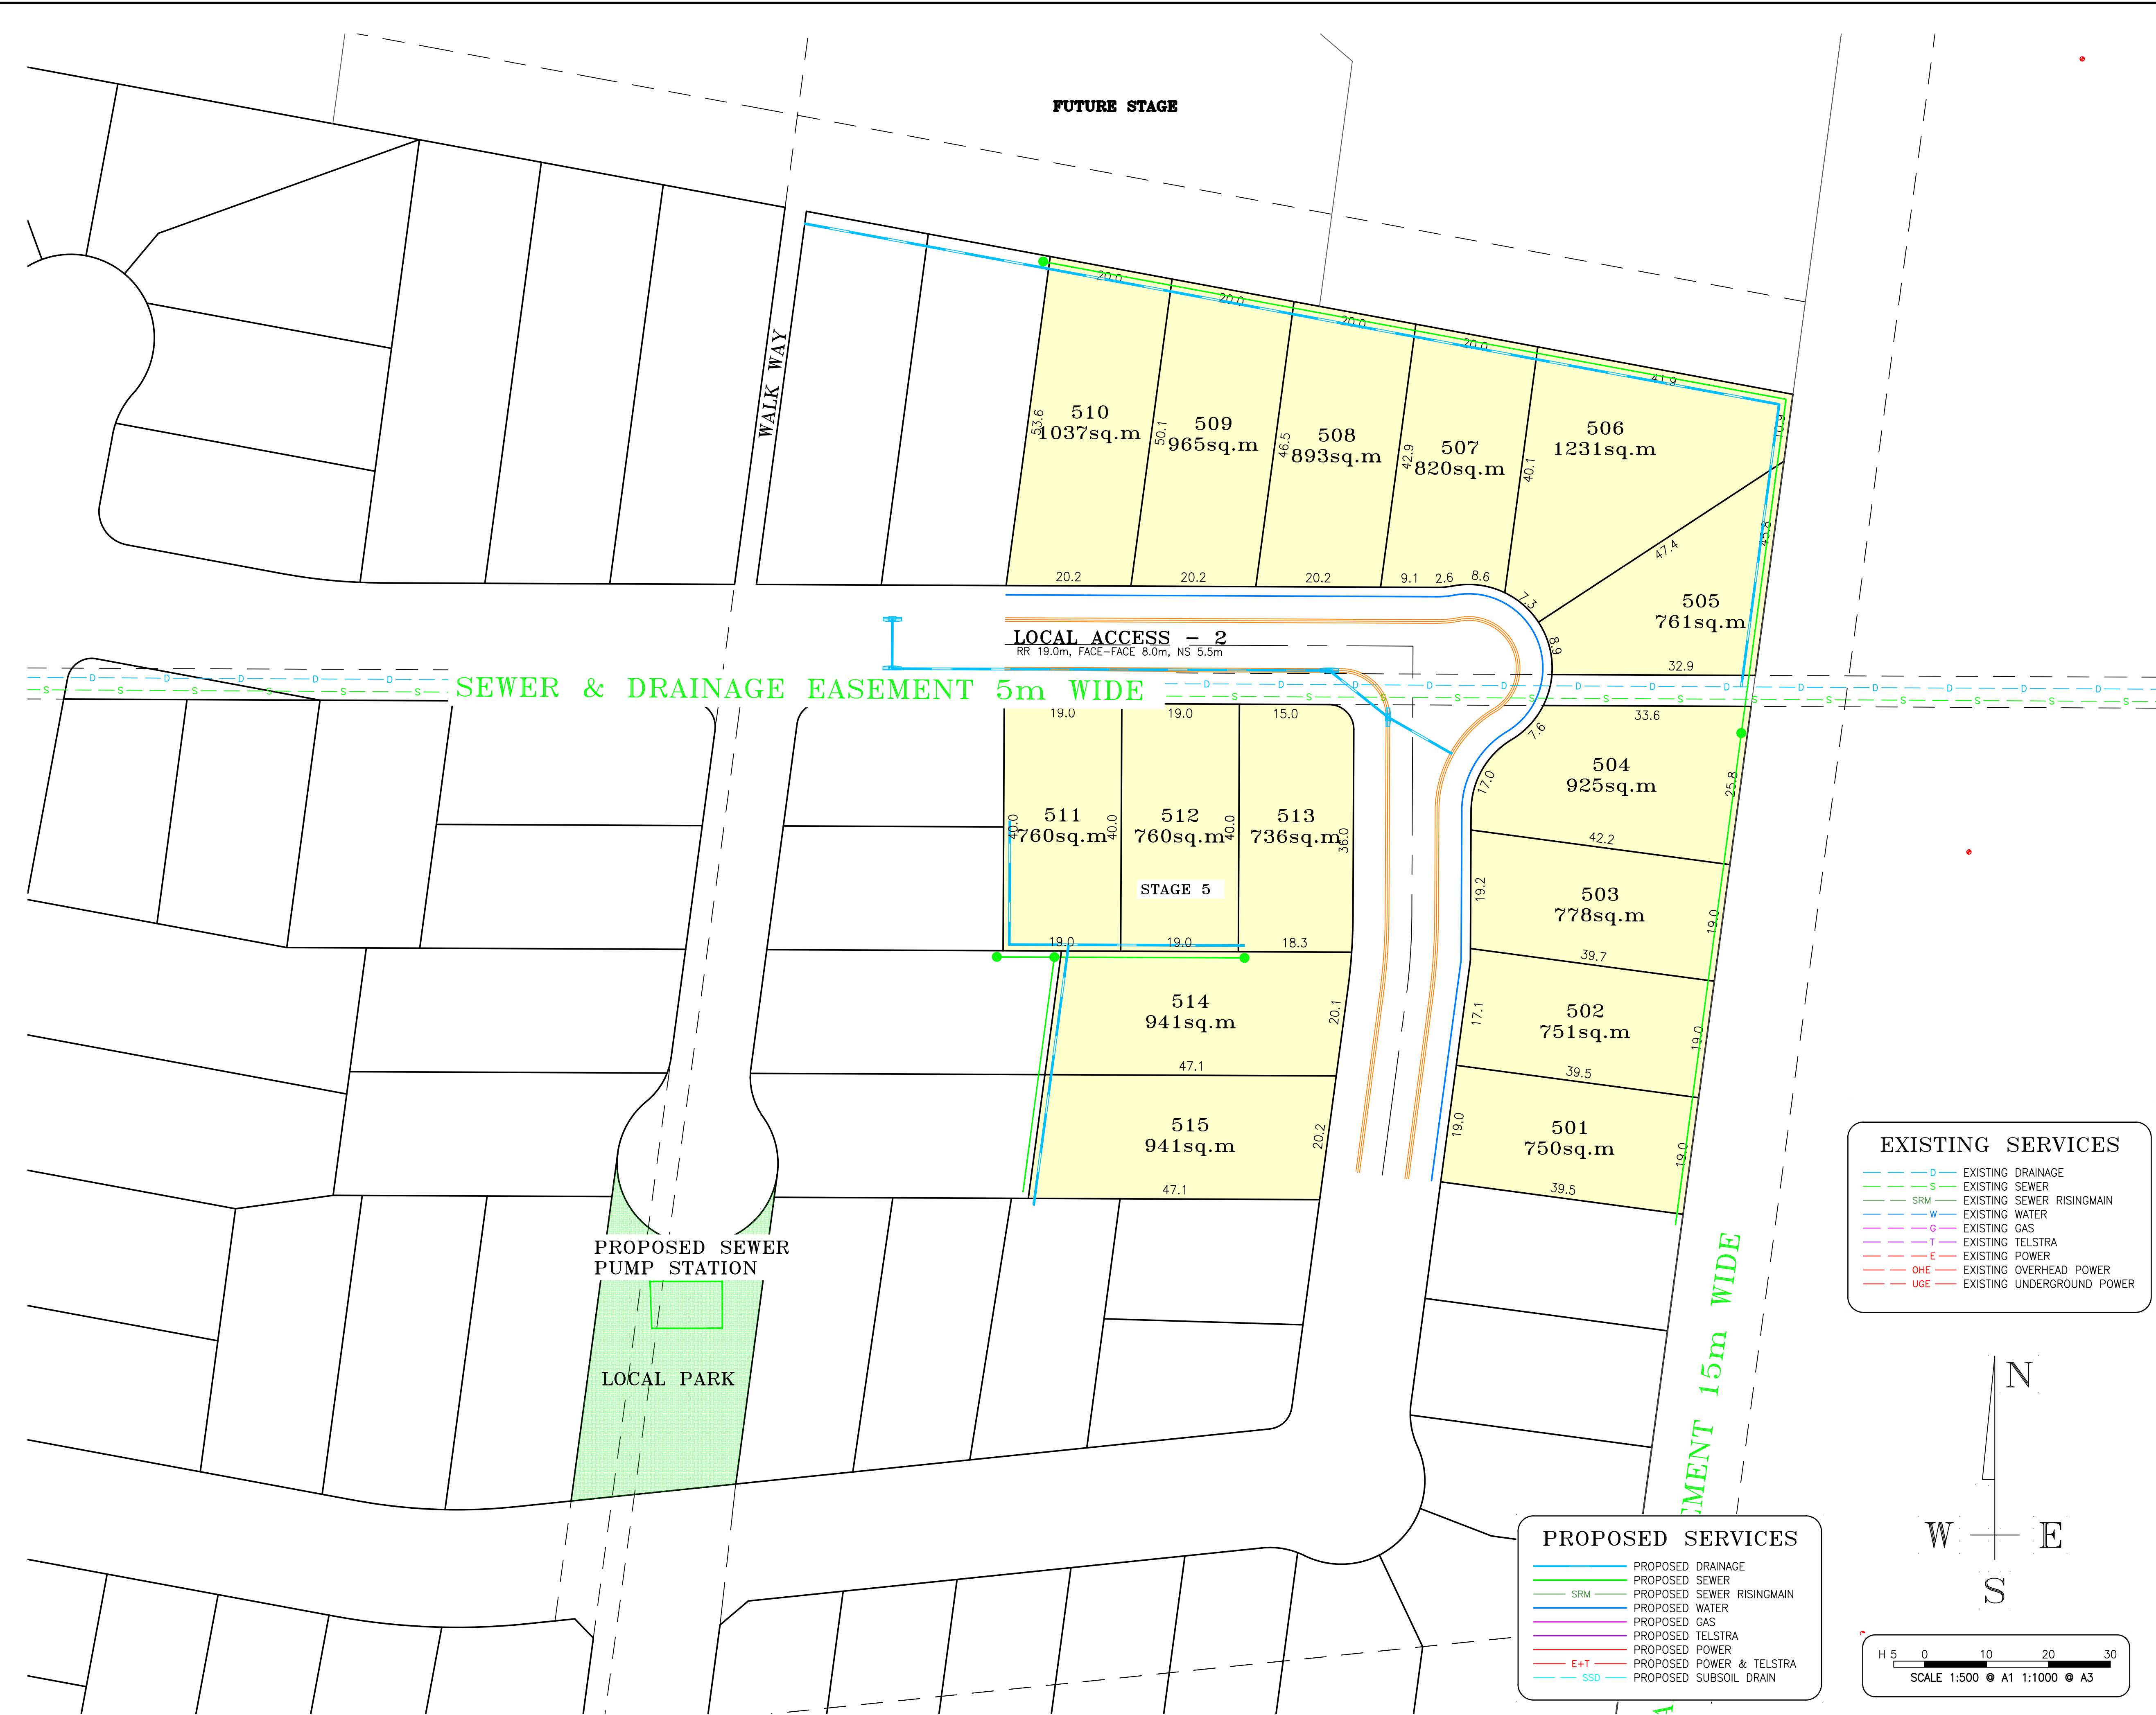 FUTURE STAGE
WALK WAY
20.0
20.0
20.0
20.0
41.9
10.9
53.6
510
1037sq.m
50.1
509
965sq.m
46.5
508
893sq.m
42.9
507
820sq.m
40.1
506
1231sq.m
47.4
45.8
505
761sq.m
32.9
20.2
20.2
20.2
9.1
2.6
8.6
7.3
8.9
LOCAL ACCESS - 2
RR 19.0m, FACE-FACE 8.0m, NS 5.5m
D D D D D
S S S S S S
SEWER & DRAINAGE EASEMENT 5m WIDE
D D D D D D D D D D D D D
S S S S S S S S S S S S S
19.0
19.0
15.0
33.6
7.6
17.0
504
925sq.m
25.8
42.2
40.0
511
760sq.m
40.0
512
760sq.m
40.0
513
736sq.m
36.0
STAGE 5
19.0
19.0
18.3
19.2
503
778sq.m
19.0
39.7
514
941sq.m
20.1
47.1
17.1
502
751sq.m
19.0
39.5
515
941sq.m
20.2
47.1
19.0
501
750sq.m
19.0
39.5
PROPOSED SEWER
PUMP STATION
LOCAL PARK
EMENT 15m WIDE
A
EXISTING SERVICES
D EXISTING DRAINAGE
S EXISTING SEWER
SRM EXISTING SEWER RISINGMAIN
W EXISTING WATER
G EXISTING GAS
T EXISTING TELSTRA
E EXISTING POWER
OHE EXISTING OVERHEAD POWER
UGE EXISTING UNDERGROUND POWER
N
W E
S
PROPOSED SERVICES
PROPOSED DRAINAGE
PROPOSED SEWER
SRM PROPOSED SEWER RISINGMAIN
PROPOSED WATER
PROPOSED GAS
PROPOSED TELSTRA
PROPOSED POWER
E+T PROPOSED POWER & TELSTRA
SSD PROPOSED SUBSOIL DRAIN
H 5 0 10 20 30
SCALE 1:500 @ A1 1:1000 @ A3